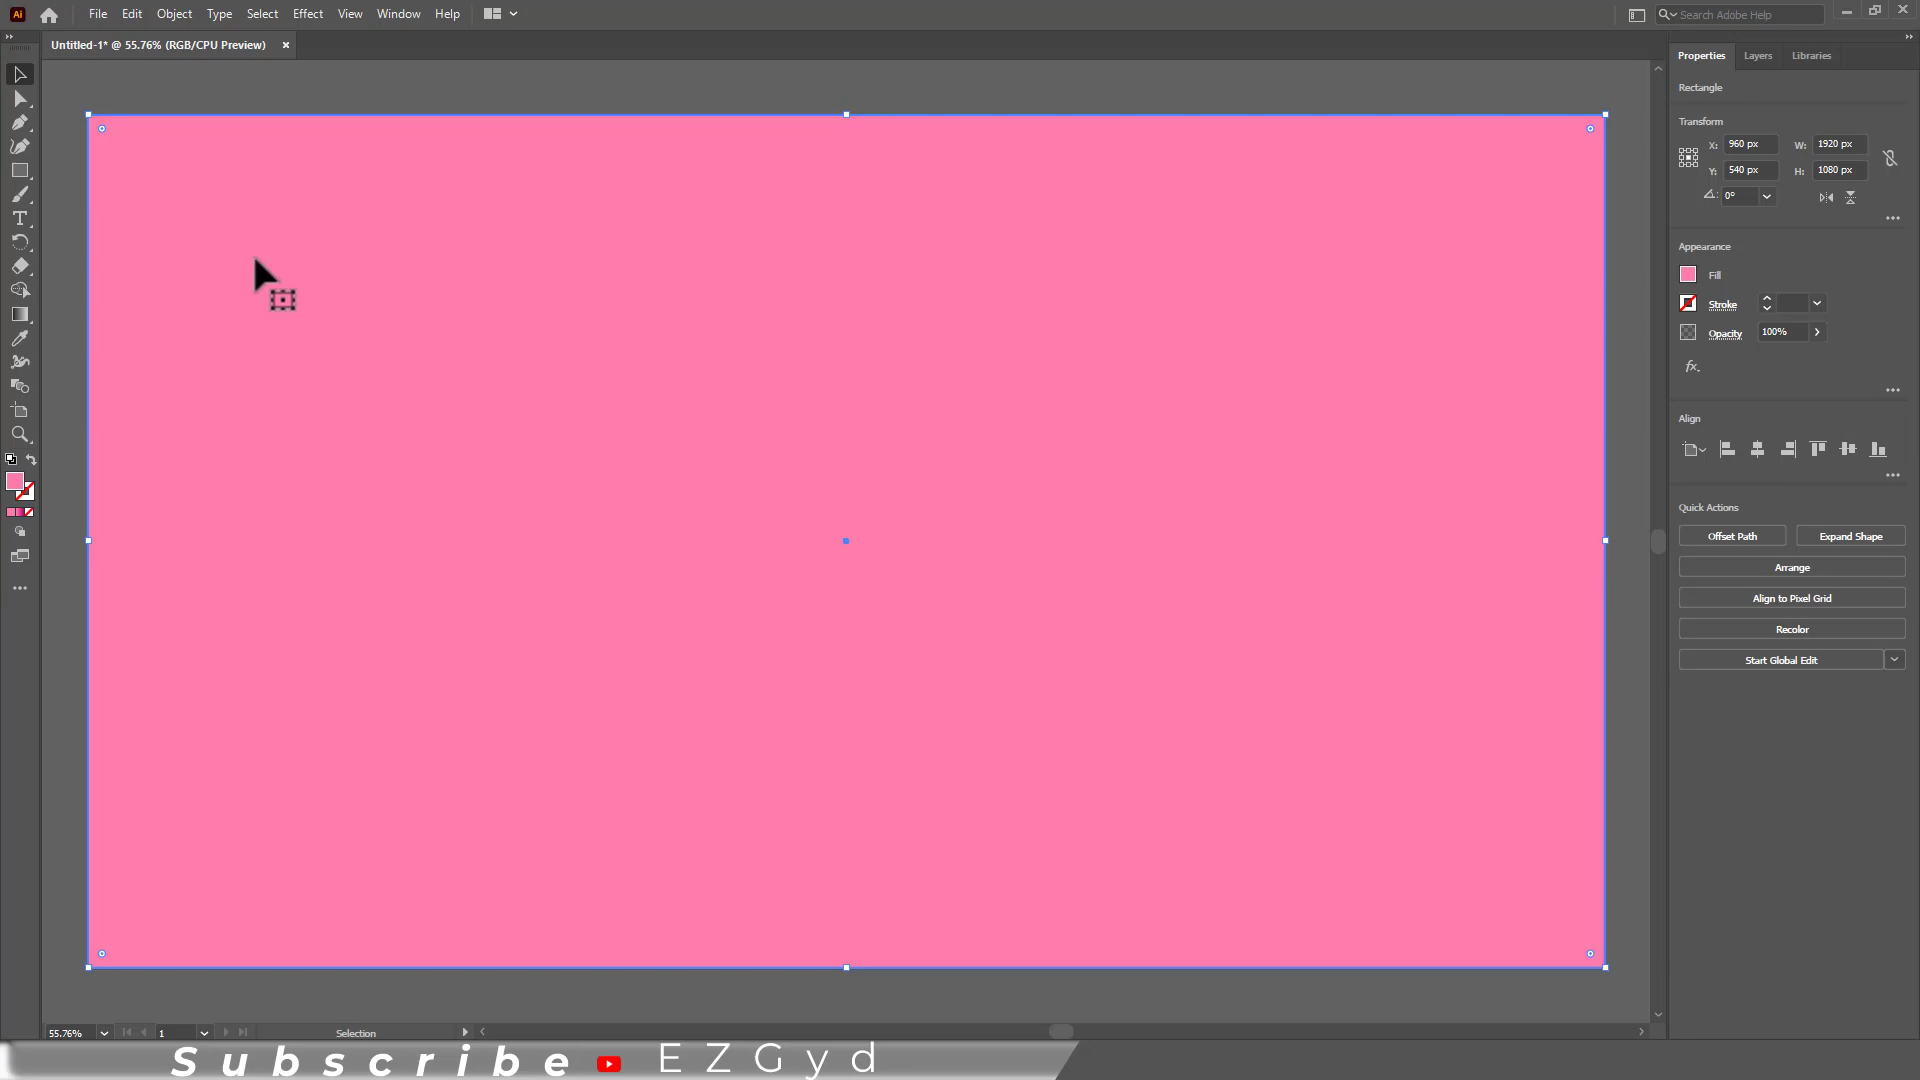 Ai File Edit Object Type Select Effect View Window Help Search Adobe Help
Untitled-1* @ 55.76% (RGB/CPU Preview) ×
Properties Layers Libraries
Rectangle
Transform
X: 960 px W: 1920 px
Y: 540 px H: 1080 px
0°
Appearance
Fill
Stroke
Opacity 100%
fx.
Align
Quick Actions
Offset Path Expand Shape
Arrange
Align to Pixel Grid
Recolor
Start Global Edit
55.76% 1 Selection
Subscribe EZGyd